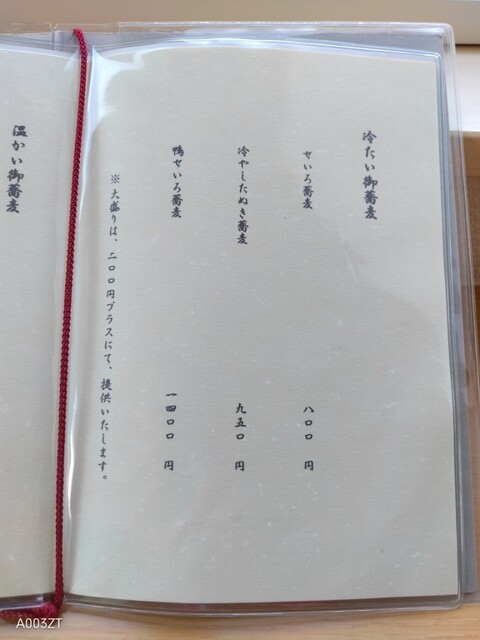 冷たい御蕎麦
せいろ蕎麦 八〇〇 円
冷やしたぬき蕎麦 九五〇 円
鴨せいろ蕎麦 一四〇〇 円
※大盛りは、二〇〇円プラスにて、提供いたします。
温かい御蕎麦
A003ZT